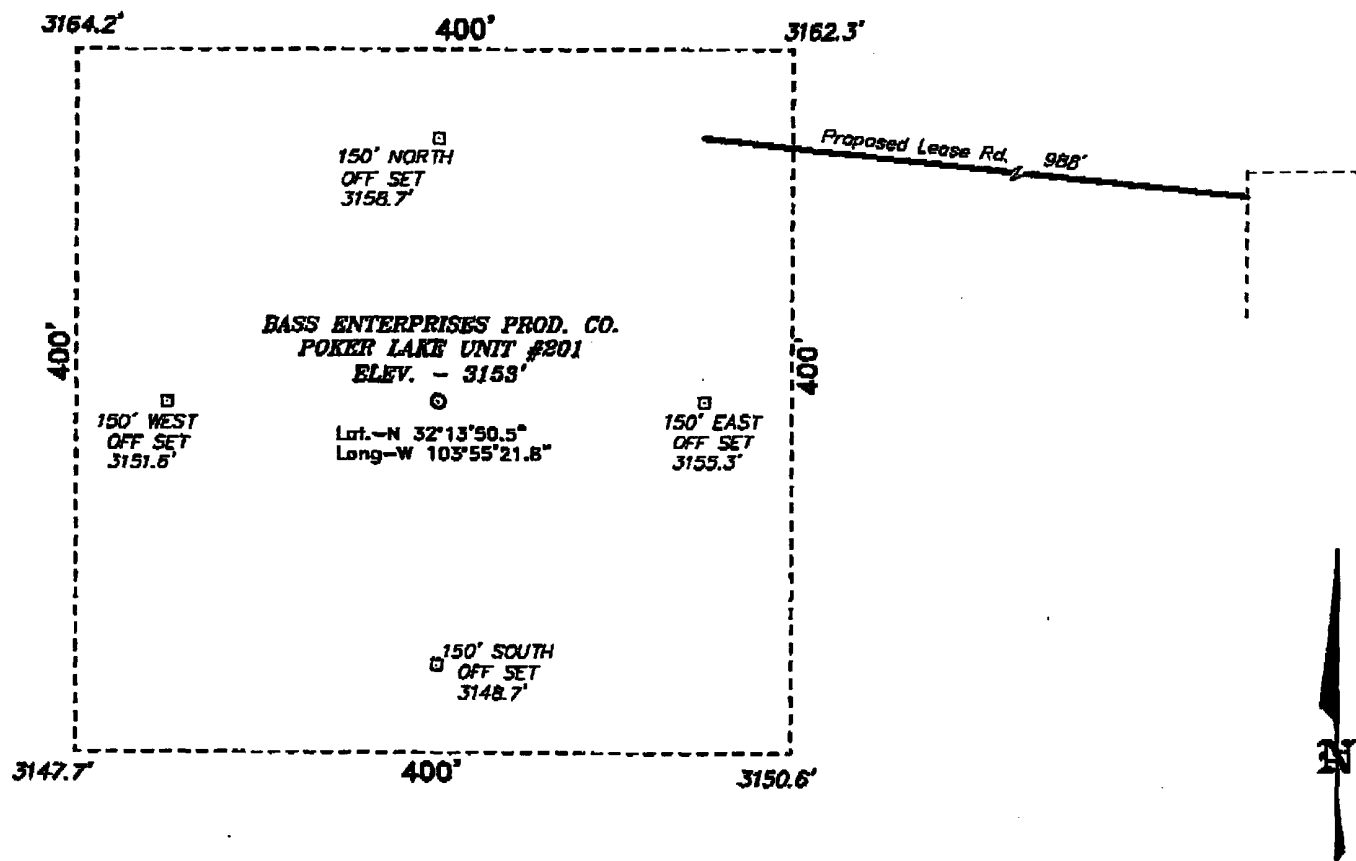 3164.2'
400'
3162.3'
150' NORTH
OFF SET
3158.7'
Proposed Lease Rd.
988'
BASS ENTERPRISES PROD. CO.
POKER LAKE UNIT #201
ELEV. - 3153'
400'
400'
150' WEST
OFF SET
3151.6'
Lat.-N 32°13'50.5"
Long-W 103°55'21.8"
150' EAST
OFF SET
3155.3'
150' SOUTH
OFF SET
3148.7'
3147.7'
400'
3150.6'
N